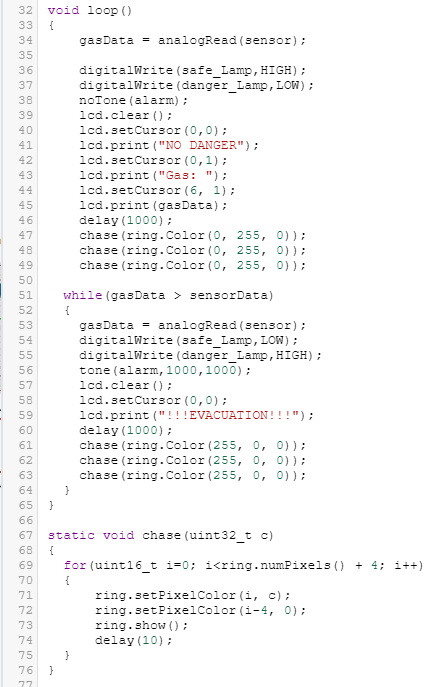 32 void loop()
33 {
34     gasData = analogRead(sensor);
35
36     digitalWrite(safe_Lamp,HIGH);
37     digitalWrite(danger_Lamp,LOW);
38     noTone(alarm);
39     lcd.clear();
40     lcd.setCursor(0,0);
41     lcd.print("NO DANGER");
42     lcd.setCursor(0,1);
43     lcd.print("Gas: ");
44     lcd.setCursor(6, 1);
45     lcd.print(gasData);
46     delay(1000);
47     chase(ring.Color(0, 255, 0));
48     chase(ring.Color(0, 255, 0));
49     chase(ring.Color(0, 255, 0));
50
51   while(gasData > sensorData)
52   {
53     gasData = analogRead(sensor);
54     digitalWrite(safe_Lamp,LOW);
55     digitalWrite(danger_Lamp,HIGH);
56     tone(alarm,1000,1000);
57     lcd.clear();
58     lcd.setCursor(0,0);
59     lcd.print("!!!EVACUATION!!!");
60     delay(1000);
61     chase(ring.Color(255, 0, 0));
62     chase(ring.Color(255, 0, 0));
63     chase(ring.Color(255, 0, 0));
64   }
65 }
66
67 static void chase(uint32_t c)
68 {
69   for(uint16_t i=0; i<ring.numPixels() + 4; i++)
70   {
71       ring.setPixelColor(i, c);
72       ring.setPixelColor(i-4, 0);
73       ring.show();
74       delay(10);
75   }
76 }
77